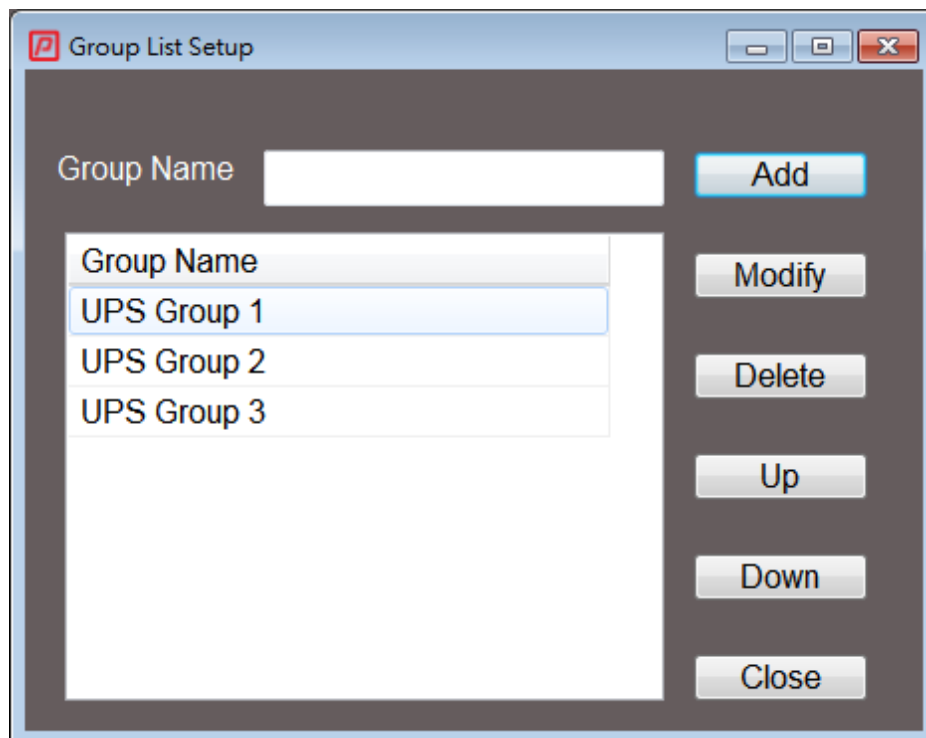 Group List Setup
Group Name
Add
Group Name
UPS Group 1
UPS Group 2
UPS Group 3
Modify
Delete
Up
Down
Close